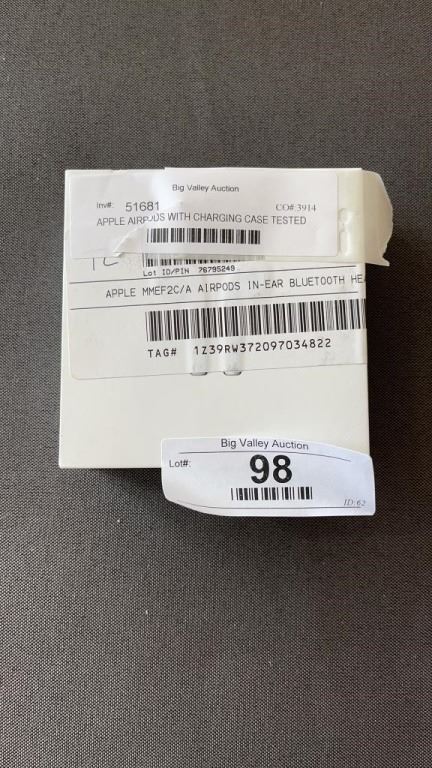 Big Valley Auction
Inv#: 51681 CO# 3914
APPLE AIRPODS WITH CHARGING CASE TESTED
Lot ID/PIN 76795249
APPLE MMEF2C/A AIRPODS IN-EAR BLUETOOTH HEA
TAG# 1Z39RW372097034822
Big Valley Auction
Lot#: 98
ID:62